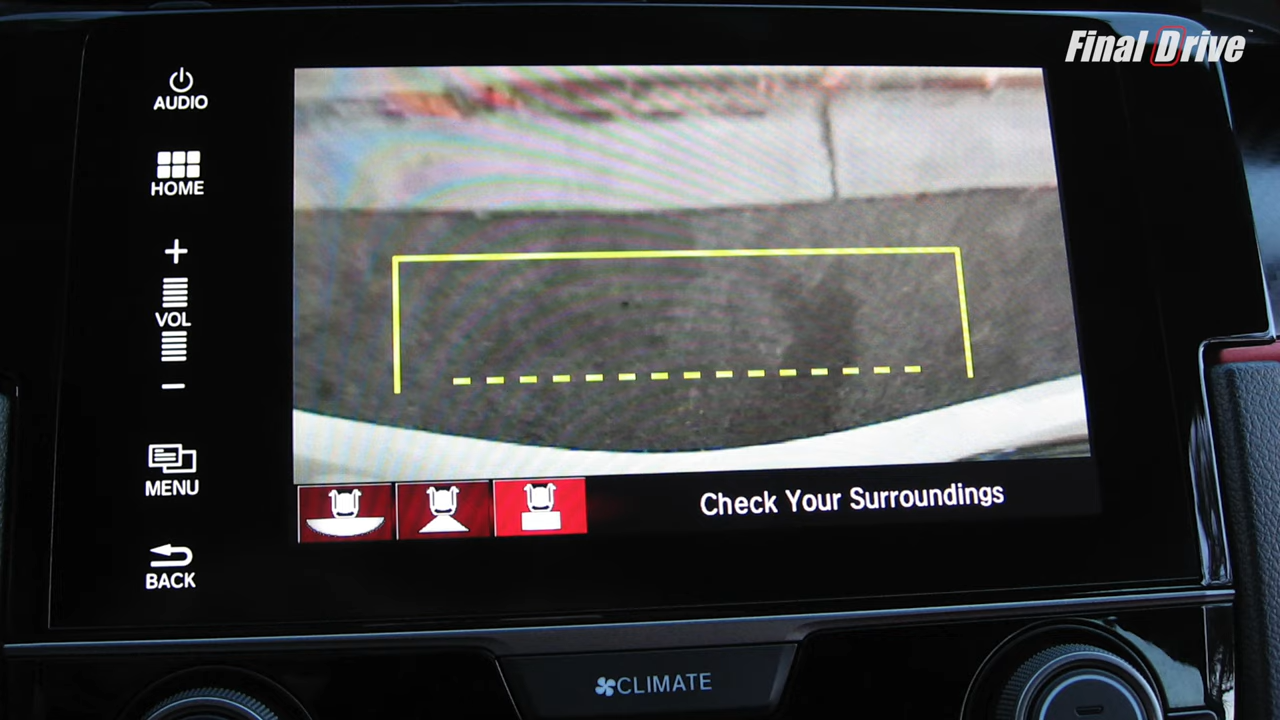 Final Drive
AUDIO
HOME
VOL
MENU
BACK
Check Your Surroundings
CLIMATE